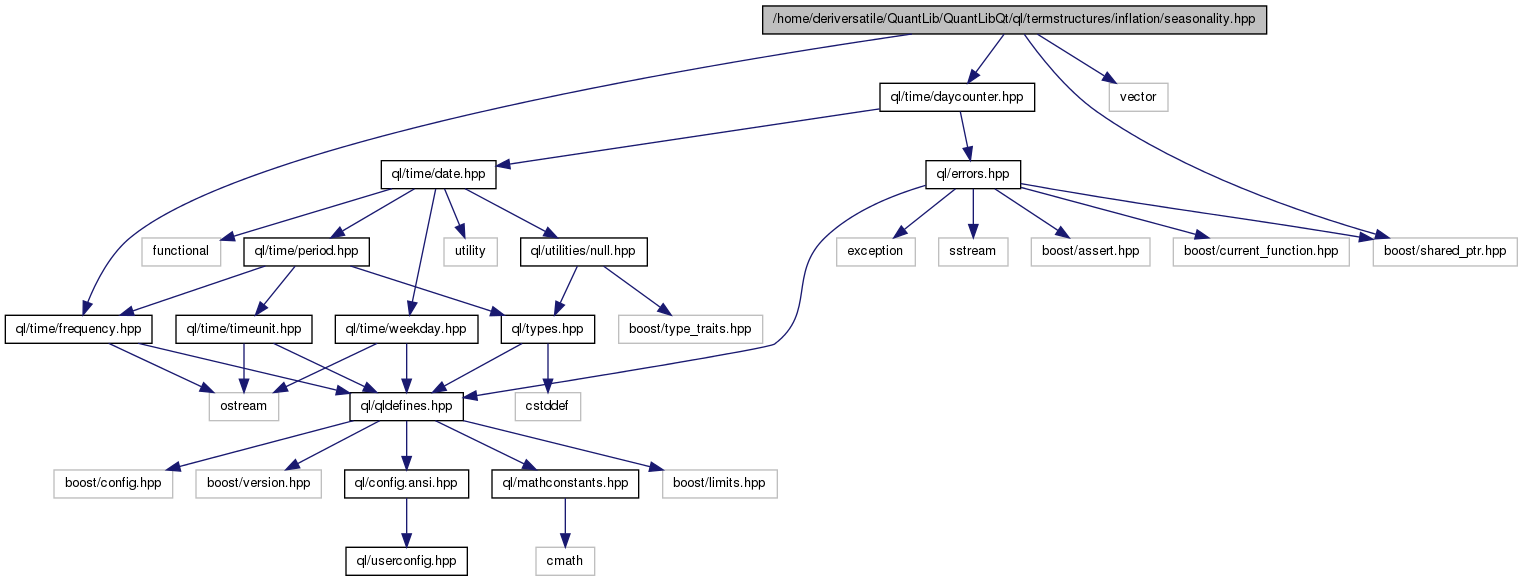 /home/deriversatile/QuantLib/QuantLibQt/ql/termstructures/inflation/seasonality.hpp
ql/time/daycounter.hpp
vector
ql/time/date.hpp
ql/errors.hpp
functional
ql/time/period.hpp
utility
ql/utilities/null.hpp
exception
sstream
boost/assert.hpp
boost/current_function.hpp
boost/shared_ptr.hpp
ql/time/frequency.hpp
ql/time/timeunit.hpp
ql/time/weekday.hpp
ql/types.hpp
boost/type_traits.hpp
ostream
ql/qldefines.hpp
cstddef
boost/config.hpp
boost/version.hpp
ql/config.ansi.hpp
ql/mathconstants.hpp
boost/limits.hpp
ql/userconfig.hpp
cmath